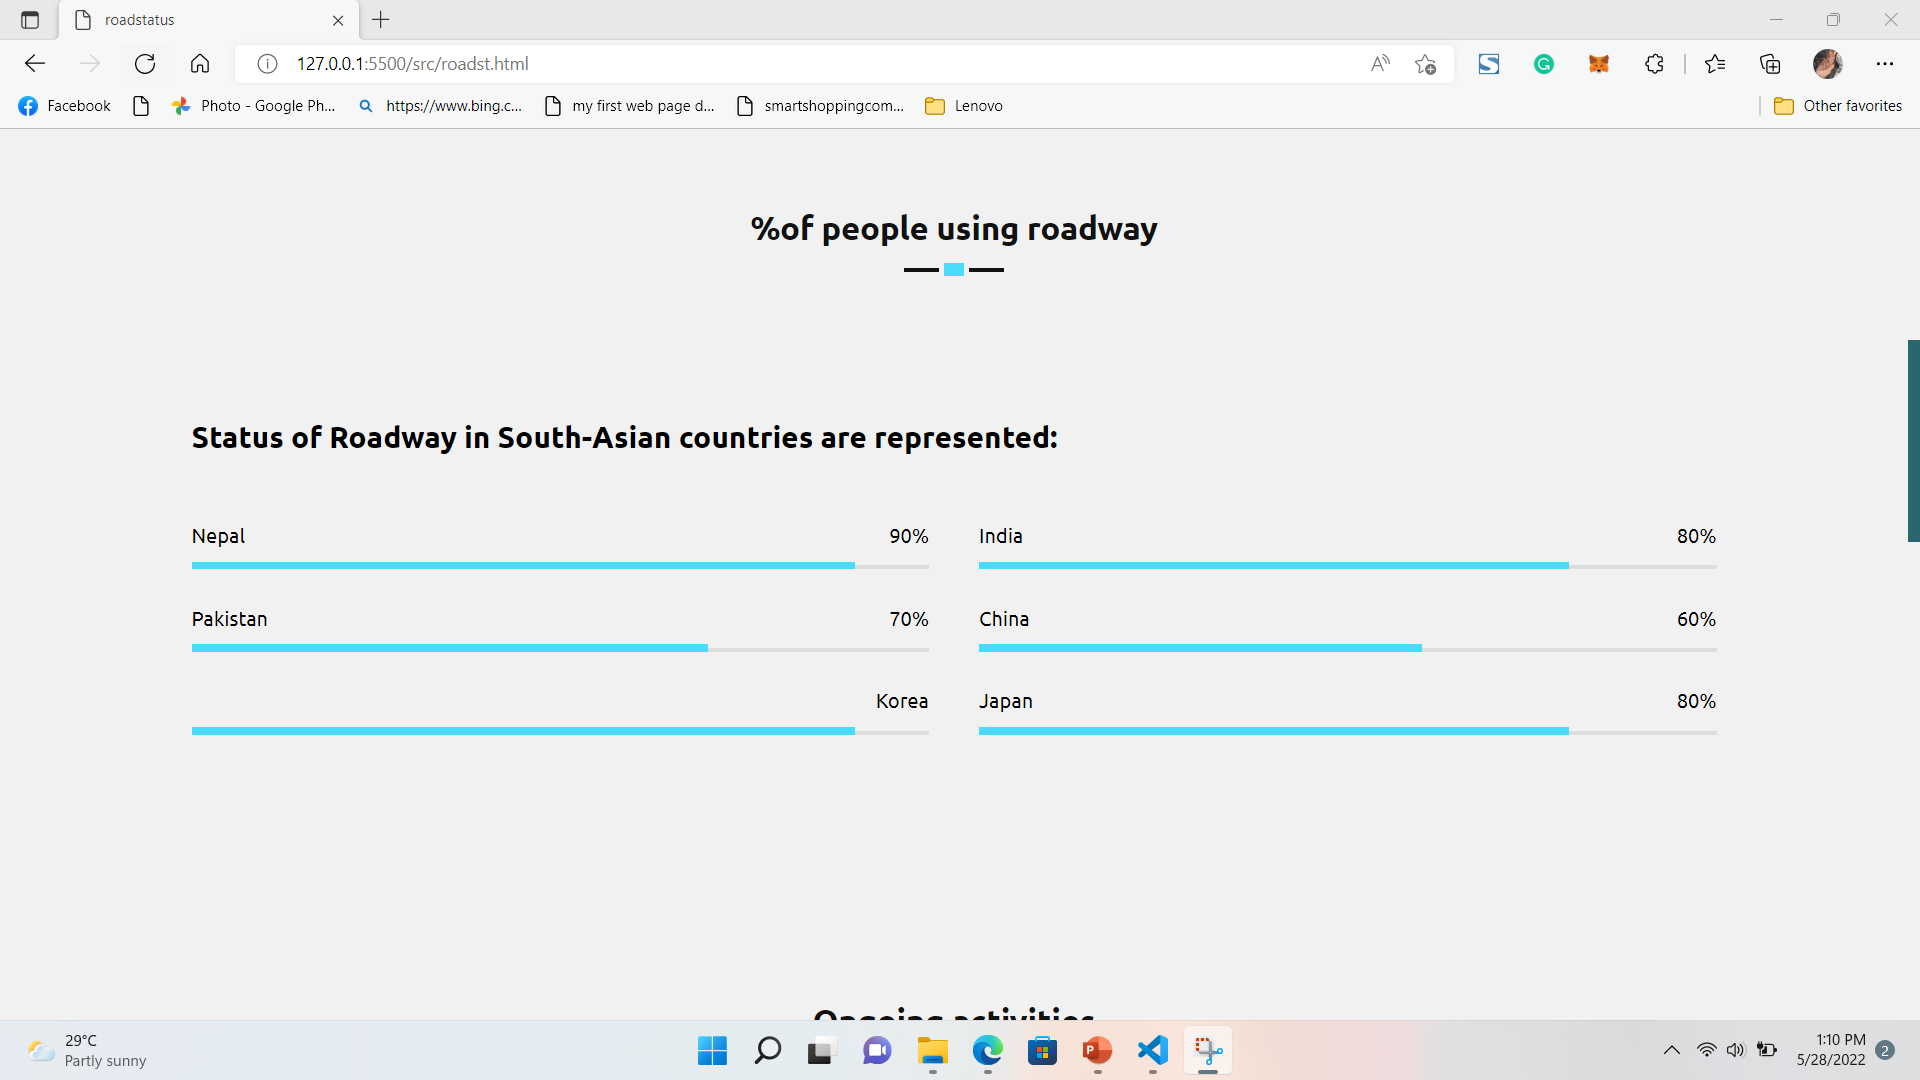 roadstatus
127.0.0.1:5500/src/roadst.html
Facebook
Photo - Google Ph...
https://www.bing.c...
my first web page d...
smartshoppingcom...
Lenovo
Other favorites
%of people using roadway
Status of Roadway in South-Asian countries are represented:
Nepal 90%
India 80%
Pakistan 70%
China 60%
Korea
Japan 80%
Ongoing activities
29°C
Partly sunny
1:10 PM
5/28/2022
2